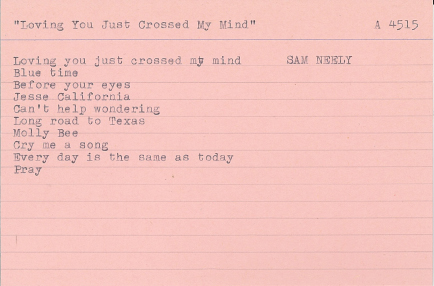 "Loving You Just Crossed My Mind" A 4515
Loving you just crossed my mind SAM NEELY
Blue time
Before your eyes
Jesse California
Can't help wondering
Long road to Texas
Molly Bee
Cry me a song
Every day is the same as today
Pray